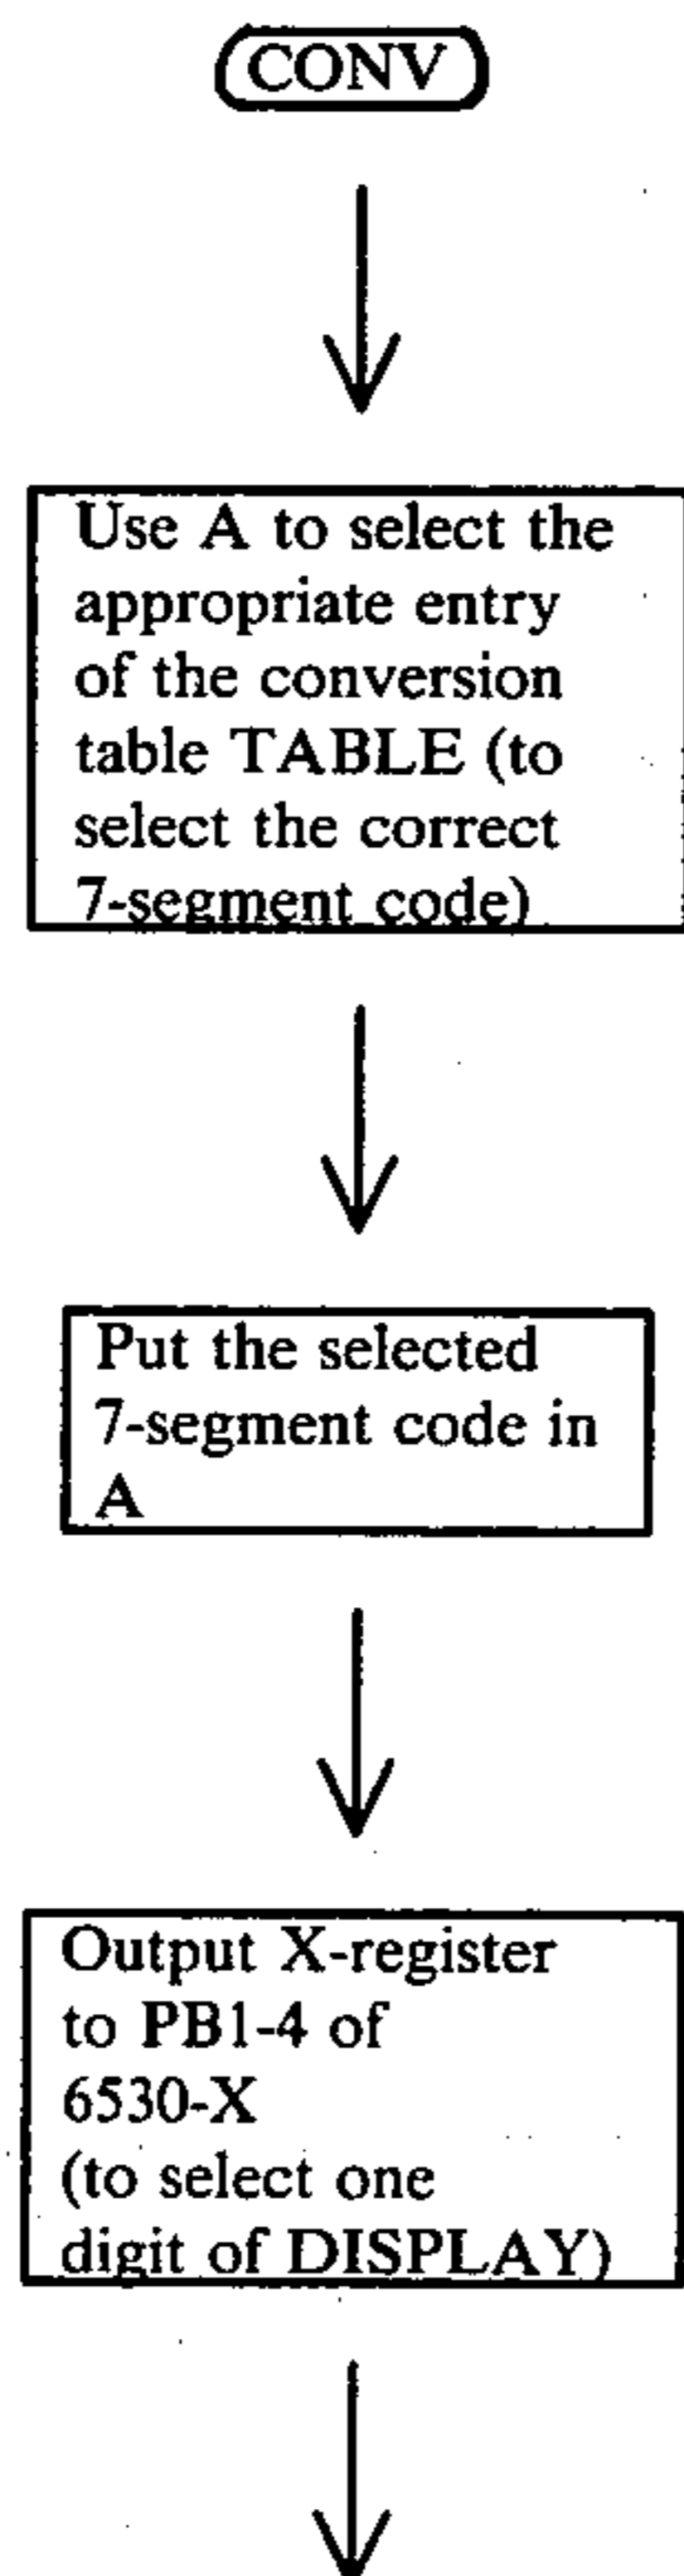 CONV
Use A to select the
appropriate entry
of the conversion
table TABLE (to
select the correct
7-segment code)
Put the selected
7-segment code in
A
Output X-register
to PB1-4 of
6530-X
(to select one
digit of DISPLAY)